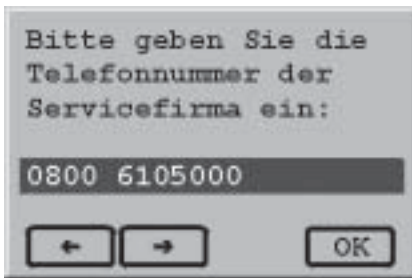 Bitte geben Sie die
Telefonnummer der
Servicefirma ein:
0800 6105000
← → OK